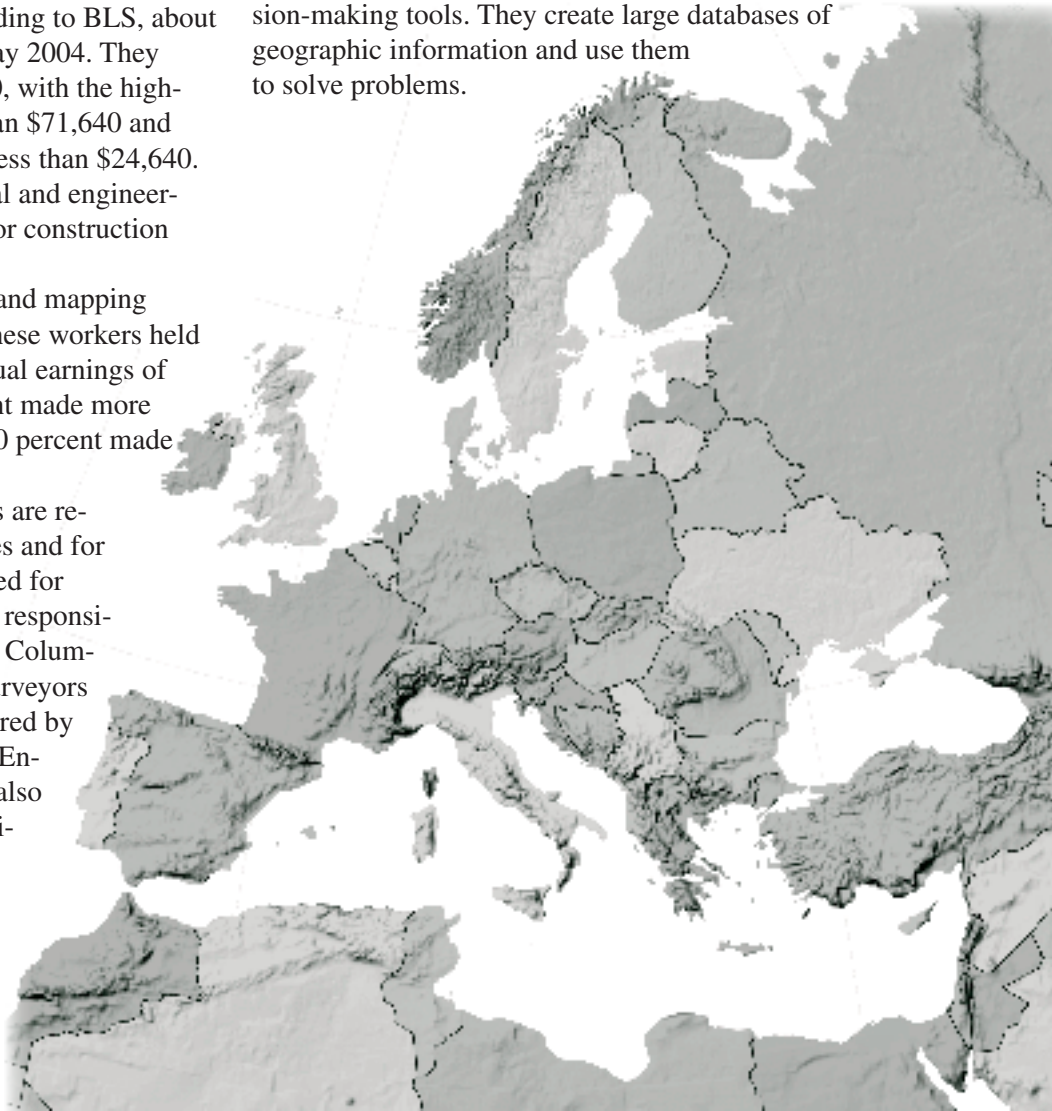 ding to BLS, about
ay 2004. They
, with the high-
an $71,640 and
ess than $24,640.
al and engineer-
or construction
and mapping
hese workers held
ual earnings of
nt made more
0 percent made
s are re-
es and for
ed for
responsi-
Colum-
urveyors
red by
En-
also
i-
sion-making tools. They create large databases of
geographic information and use them
to solve problems.